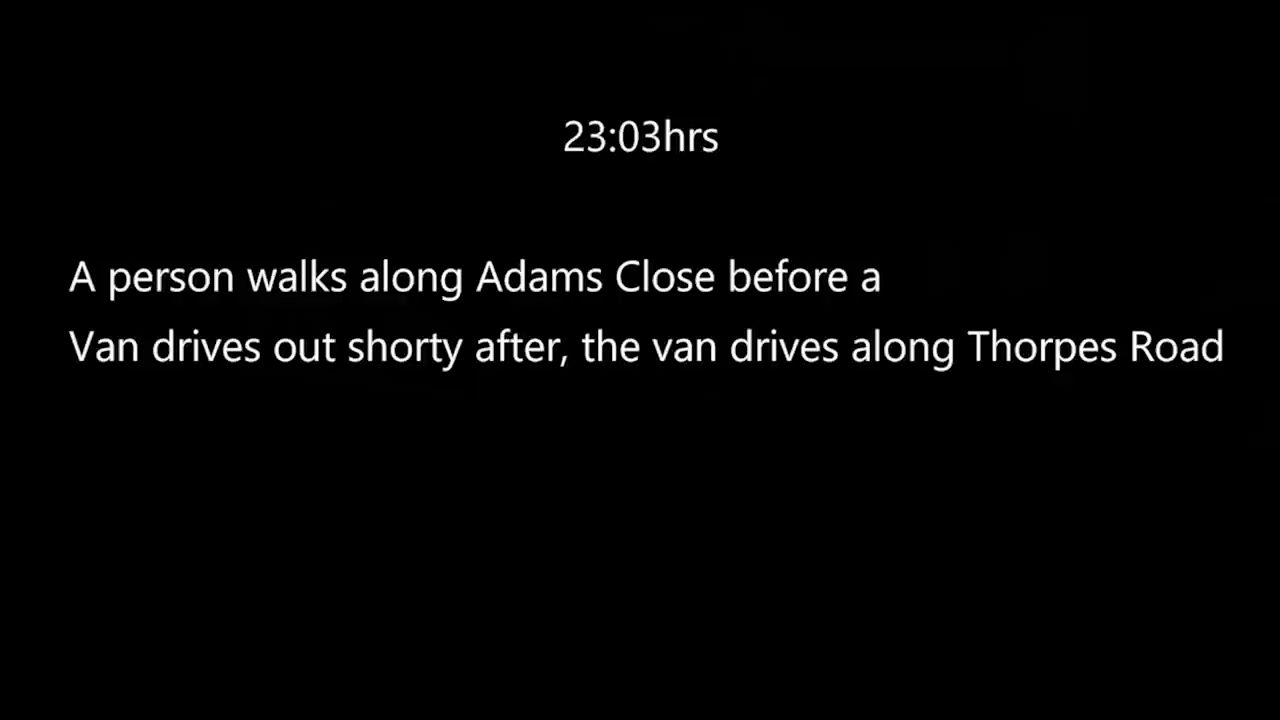 23:03hrs
A person walks along Adams Close before a
Van drives out shorty after, the van drives along Thorpes Road